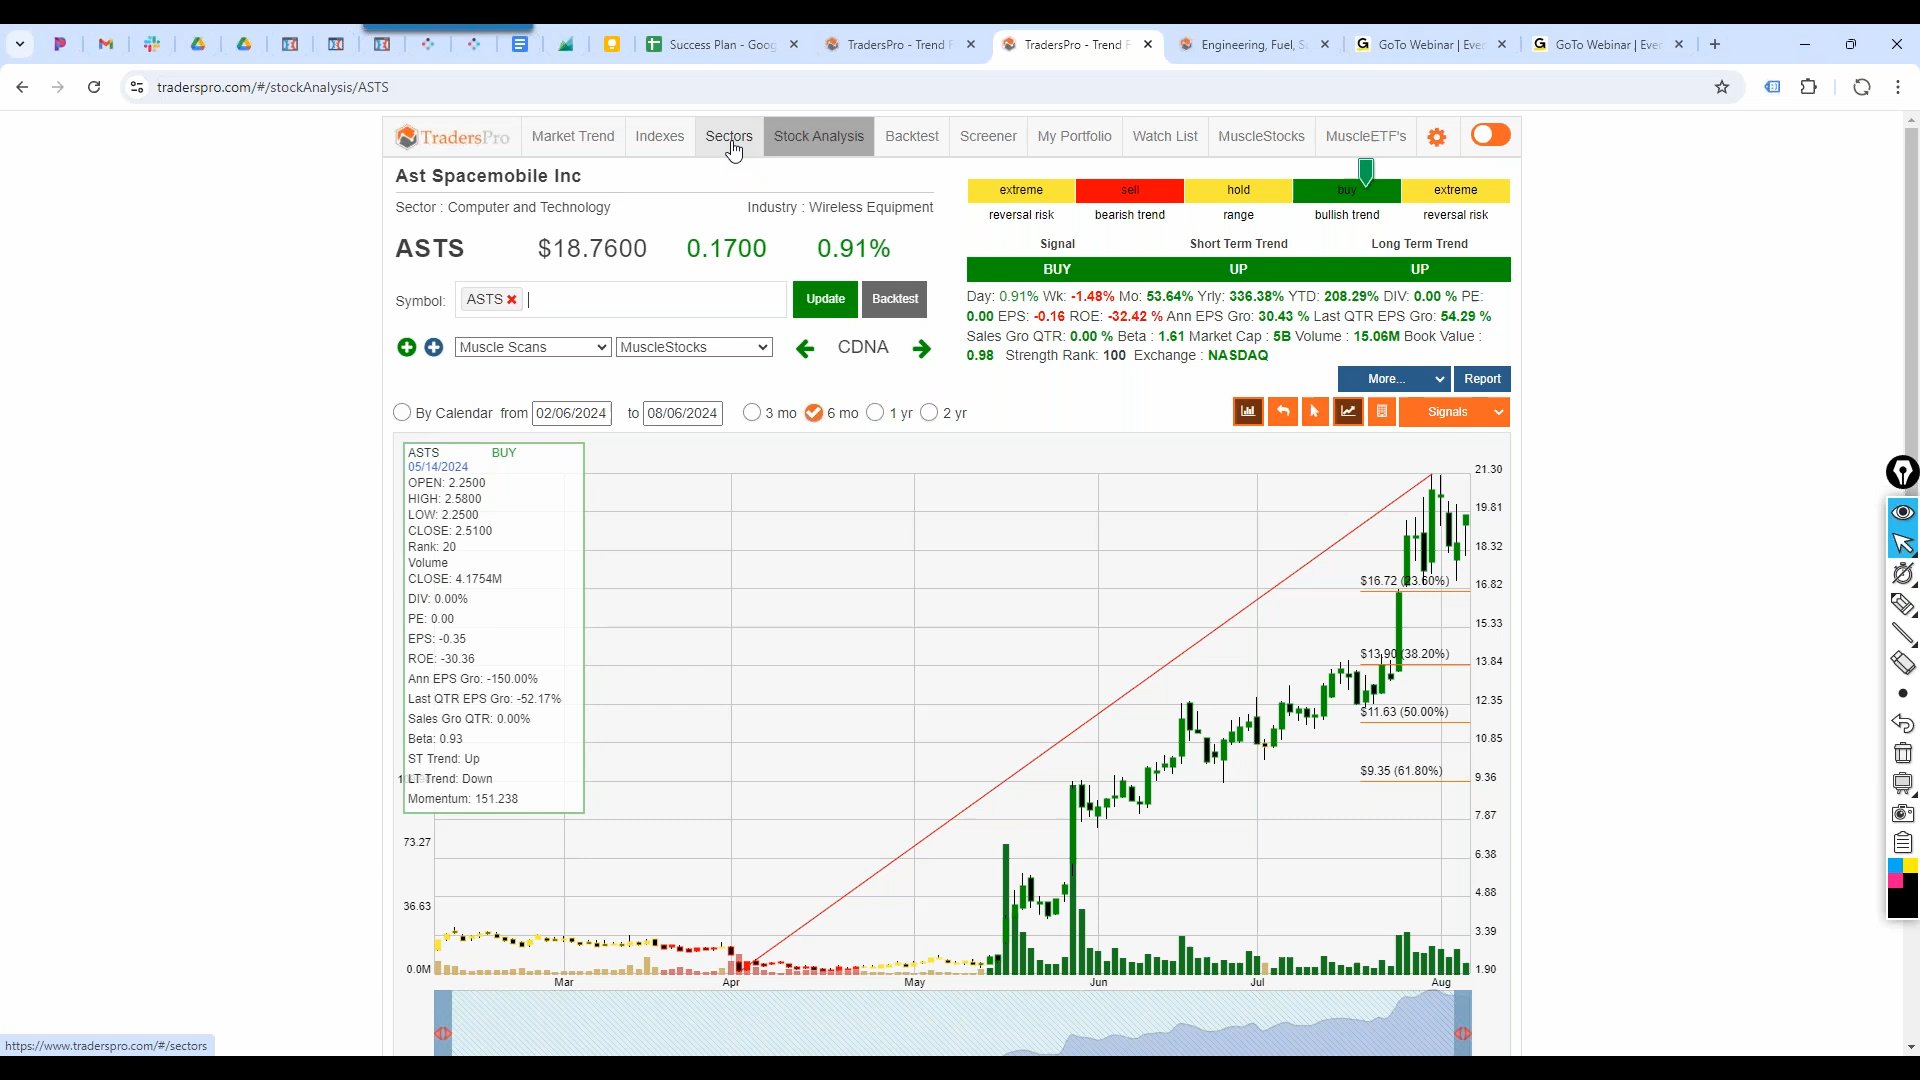 Success Plan - Goog
TradersPro - Trend F
TradersPro - Trend F
Engineering, Fuel, S
GoTo Webinar | Eve
GoTo Webinar | Eve
traderspro.com/#/stockAnalysis/ASTS
TradersPro
Market Trend
Indexes
Sectors
Stock Analysis
Backtest
Screener
My Portfolio
Watch List
MuscleStocks
MuscleETF's
Ast Spacemobile Inc
Sector : Computer and Technology
Industry : Wireless Equipment
ASTS
$18.7600
0.1700
0.91%
Symbol:
ASTS
Update
Backtest
Muscle Scans
MuscleStocks
CDNA
extreme sell hold buy extreme
reversal risk bearish trend range bullish trend reversal risk
Signal Short Term Trend Long Term Trend
BUY UP UP
Day: 0.91% Wk: -1.48% Mo: 53.64% Yrly: 336.38% YTD: 208.29% DIV: 0.00 % PE:
0.00 EPS: -0.16 ROE: -32.42 % Ann EPS Gro: 30.43 % Last QTR EPS Gro: 54.29 %
Sales Gro QTR: 0.00 % Beta : 1.61 Market Cap : 5B Volume : 15.06M Book Value :
0.98 Strength Rank: 100 Exchange : NASDAQ
More...
Report
By Calendar from 02/06/2024 to 08/06/2024
3 mo
6 mo
1 yr
2 yr
Signals
ASTS BUY
05/14/2024
OPEN: 2.2500
HIGH: 2.5800
LOW: 2.2500
CLOSE: 2.5100
Rank: 20
Volume
CLOSE: 4.1754M
DIV: 0.00%
PE: 0.00
EPS: -0.35
ROE: -30.36
Ann EPS Gro: -150.00%
Last QTR EPS Gro: -52.17%
Sales Gro QTR: 0.00%
Beta: 0.93
ST Trend: Up
LT Trend: Down
Momentum: 151.238
73.27
36.63
0.0M
$16.72 (23.60%)
$13.90 (38.20%)
$11.63 (50.00%)
$9.35 (61.80%)
21.30
19.81
18.32
16.82
15.33
13.84
12.35
10.85
9.36
7.87
6.38
4.88
3.39
1.90
Mar
Apr
May
Jun
Jul
Aug
https://www.traderspro.com/#/sectors